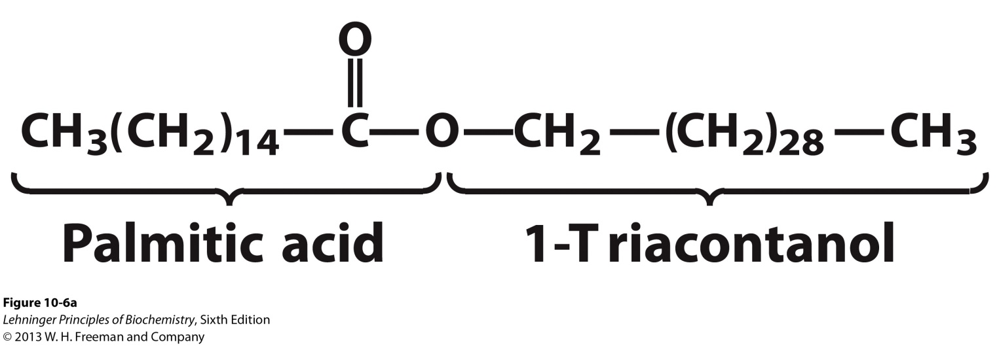 O
CH₃(CH₂)₁₄—C—O—CH₂—(CH₂)₂₈—CH₃
Palmitic acid 1-Triacontanol
Figure 10-6a
Lehninger Principles of Biochemistry, Sixth Edition
© 2013 W. H. Freeman and Company